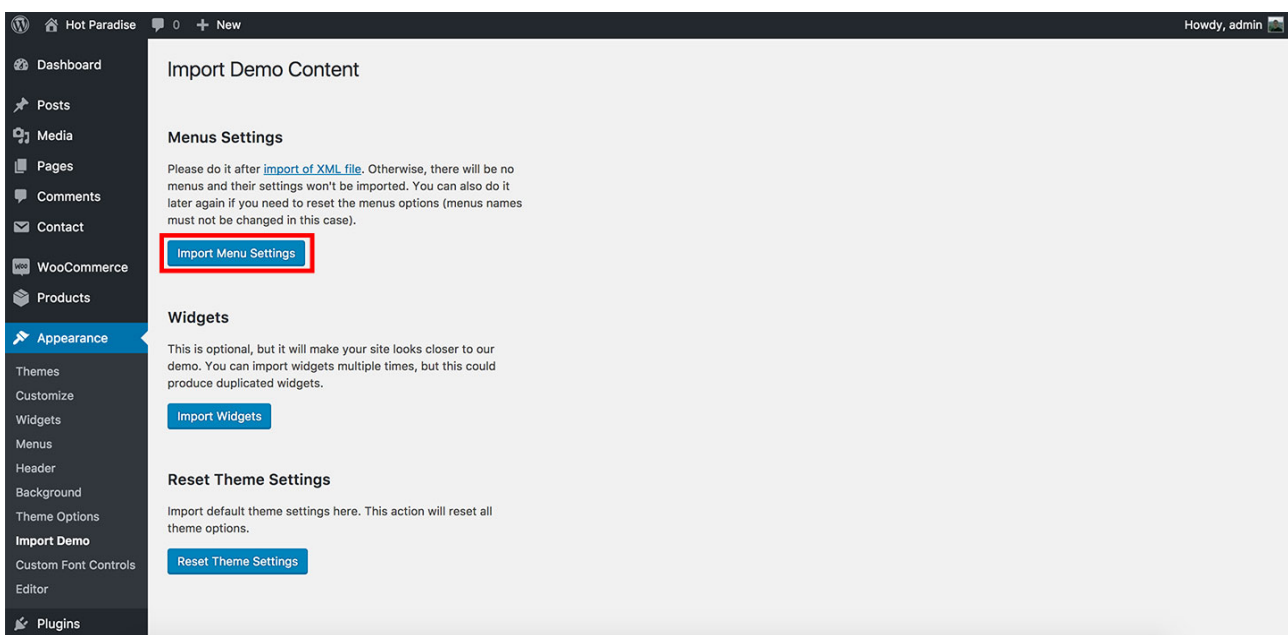 Hot Paradise 0 + New Howdy, admin
Dashboard
Posts
Media
Pages
Comments
Contact
WooCommerce
Products
Appearance
Themes
Customize
Widgets
Menus
Header
Background
Theme Options
Import Demo
Custom Font Controls
Editor
Plugins
Import Demo Content
Menus Settings
Please do it after import of XML file. Otherwise, there will be no
menus and their settings won't be imported. You can also do it
later again if you need to reset the menus options (menus names
must not be changed in this case).
Import Menu Settings
Widgets
This is optional, but it will make your site looks closer to our
demo. You can import widgets multiple times, but this could
produce duplicated widgets.
Import Widgets
Reset Theme Settings
Import default theme settings here. This action will reset all
theme options.
Reset Theme Settings